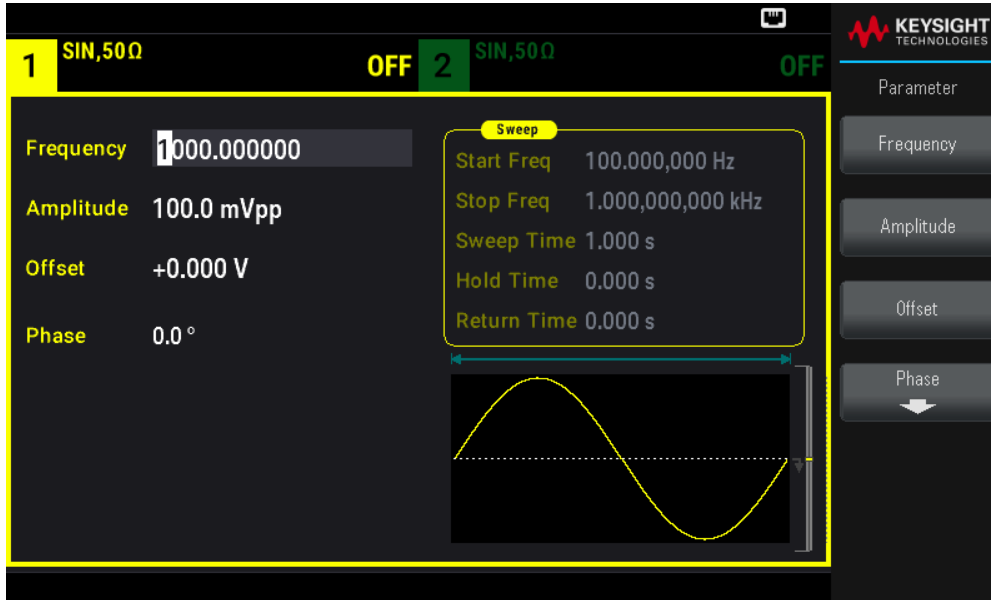 KEYSIGHT
TECHNOLOGIES
1 SIN,50Ω OFF 2 SIN,50Ω OFF
Parameter
Frequency 1000.000000
Amplitude 100.0 mVpp
Offset +0.000 V
Phase 0.0 °
Sweep
Start Freq 100.000,000 Hz
Stop Freq 1.000,000,000 kHz
Sweep Time 1.000 s
Hold Time 0.000 s
Return Time 0.000 s
Frequency
Amplitude
Offset
Phase